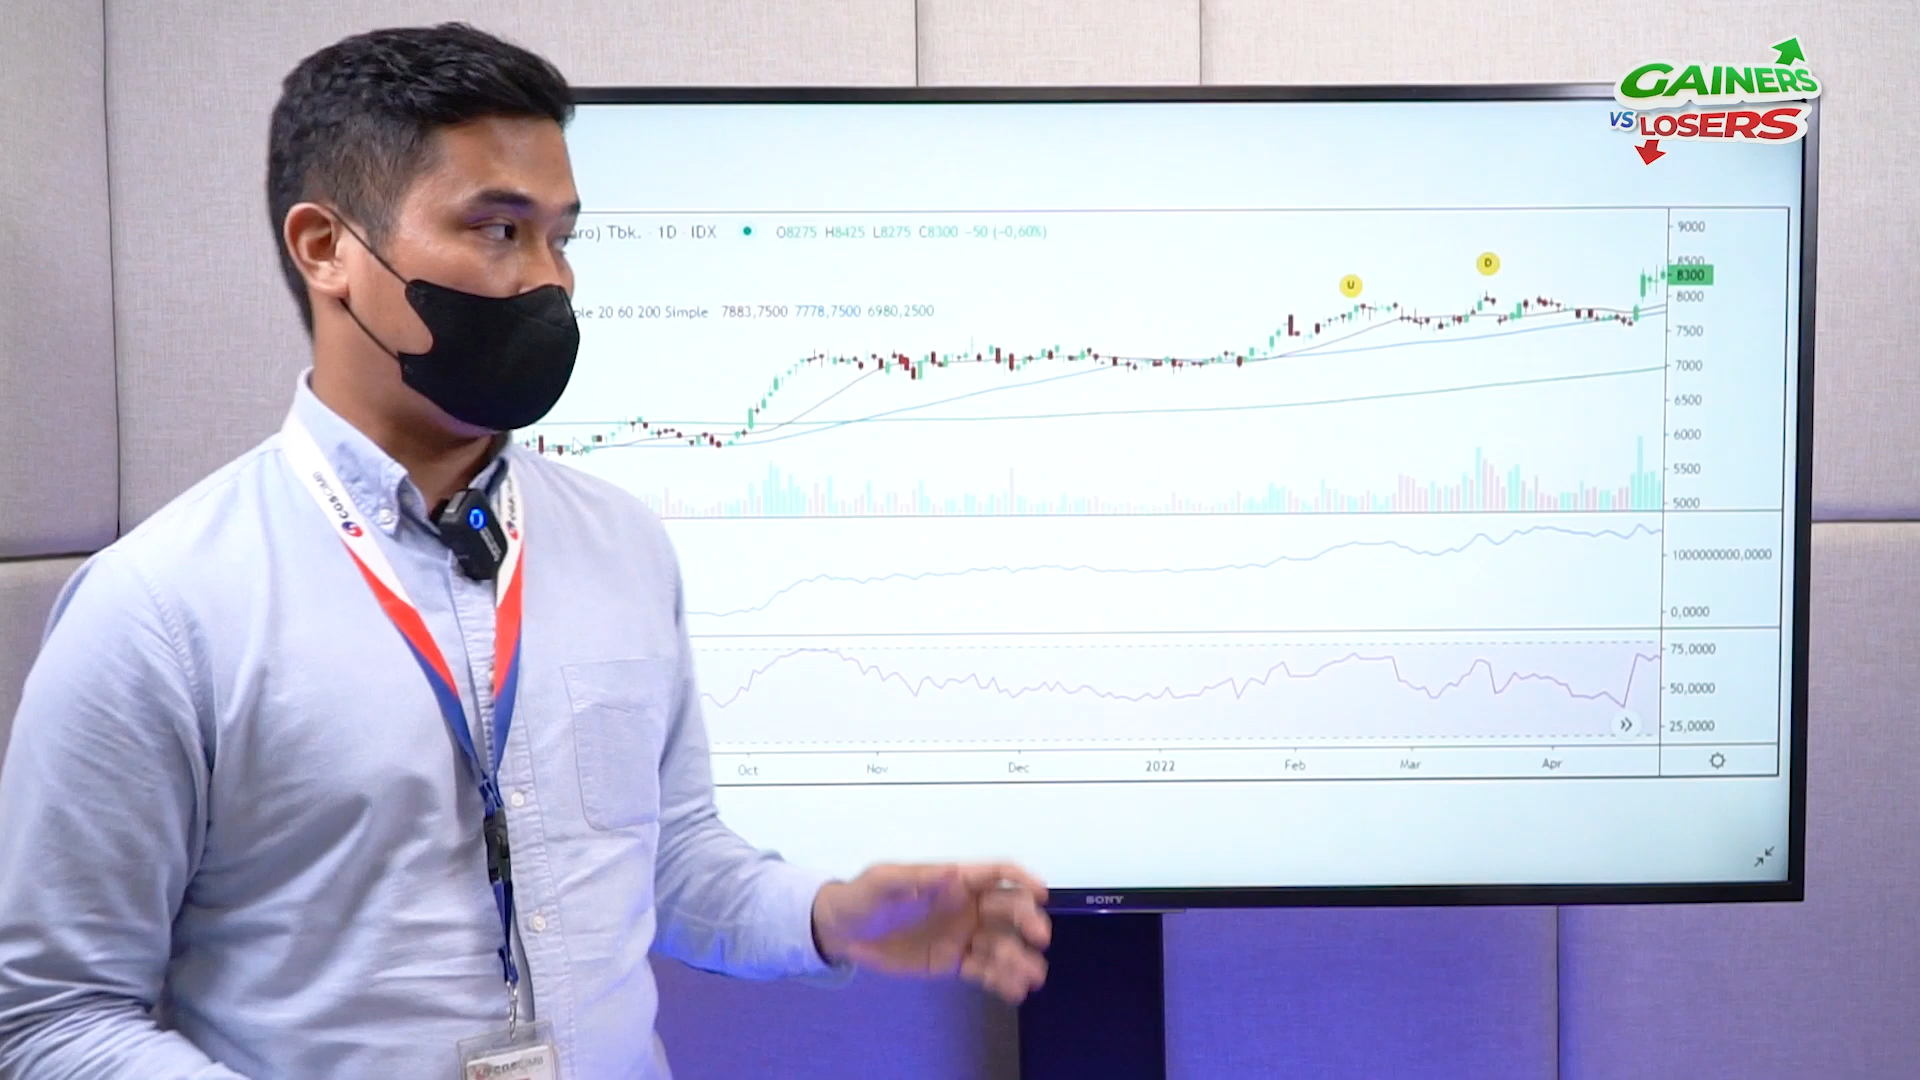 GAINERS
VS LOSERS
aro) Tbk. · 1D · IDX O8275 H8425 L8275 C8300 −50 (−0,60%)
ple 20 60 200 Simple 7883,7500 7778,7500 6980,2500
U
D
9000
8500
8300
8000
7500
7000
6500
6000
5500
5000
1000000000,0000
0,0000
75,0000
50,0000
25,0000
Oct Nov Dec 2022 Feb Mar Apr
SONY
CGSCIMB
CGSCIMB